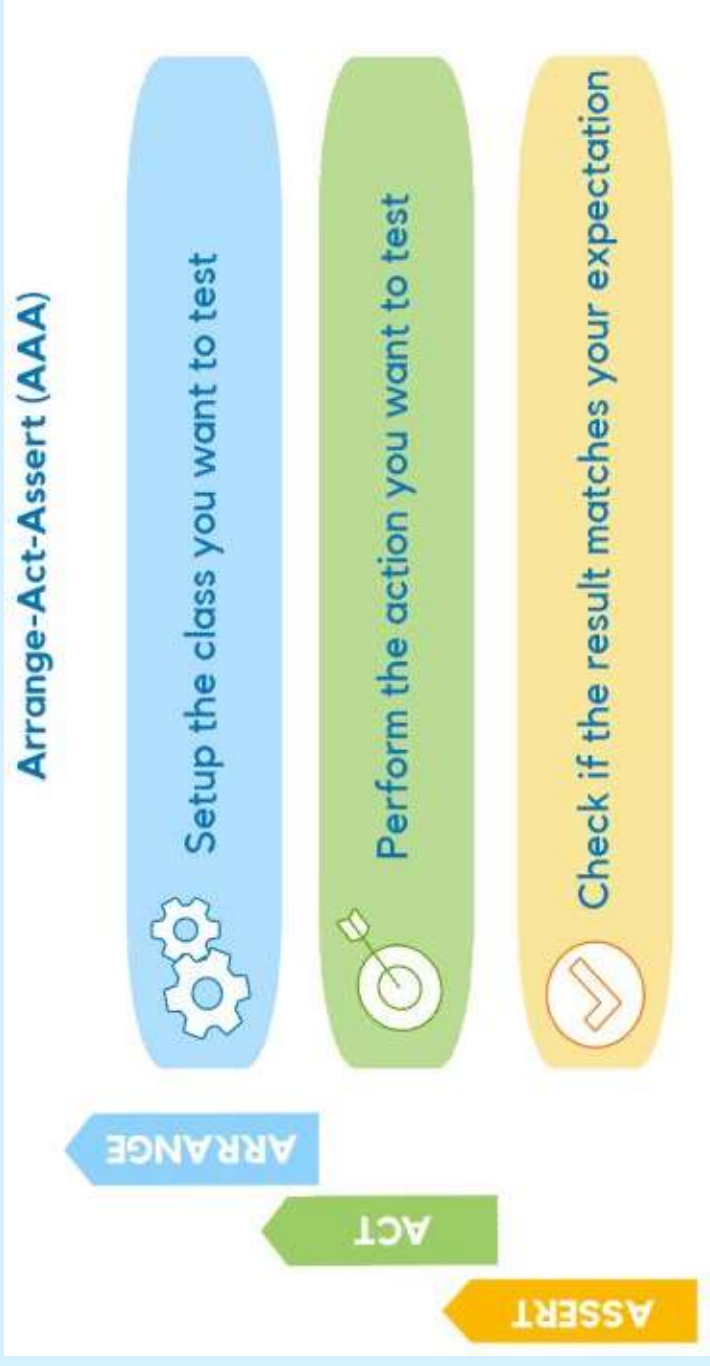 Arrange-Act-Assert (AAA)
ARRANGE
Setup the class you want to test
ACT
Perform the action you want to test
ASSERT
Check if the result matches your expectation